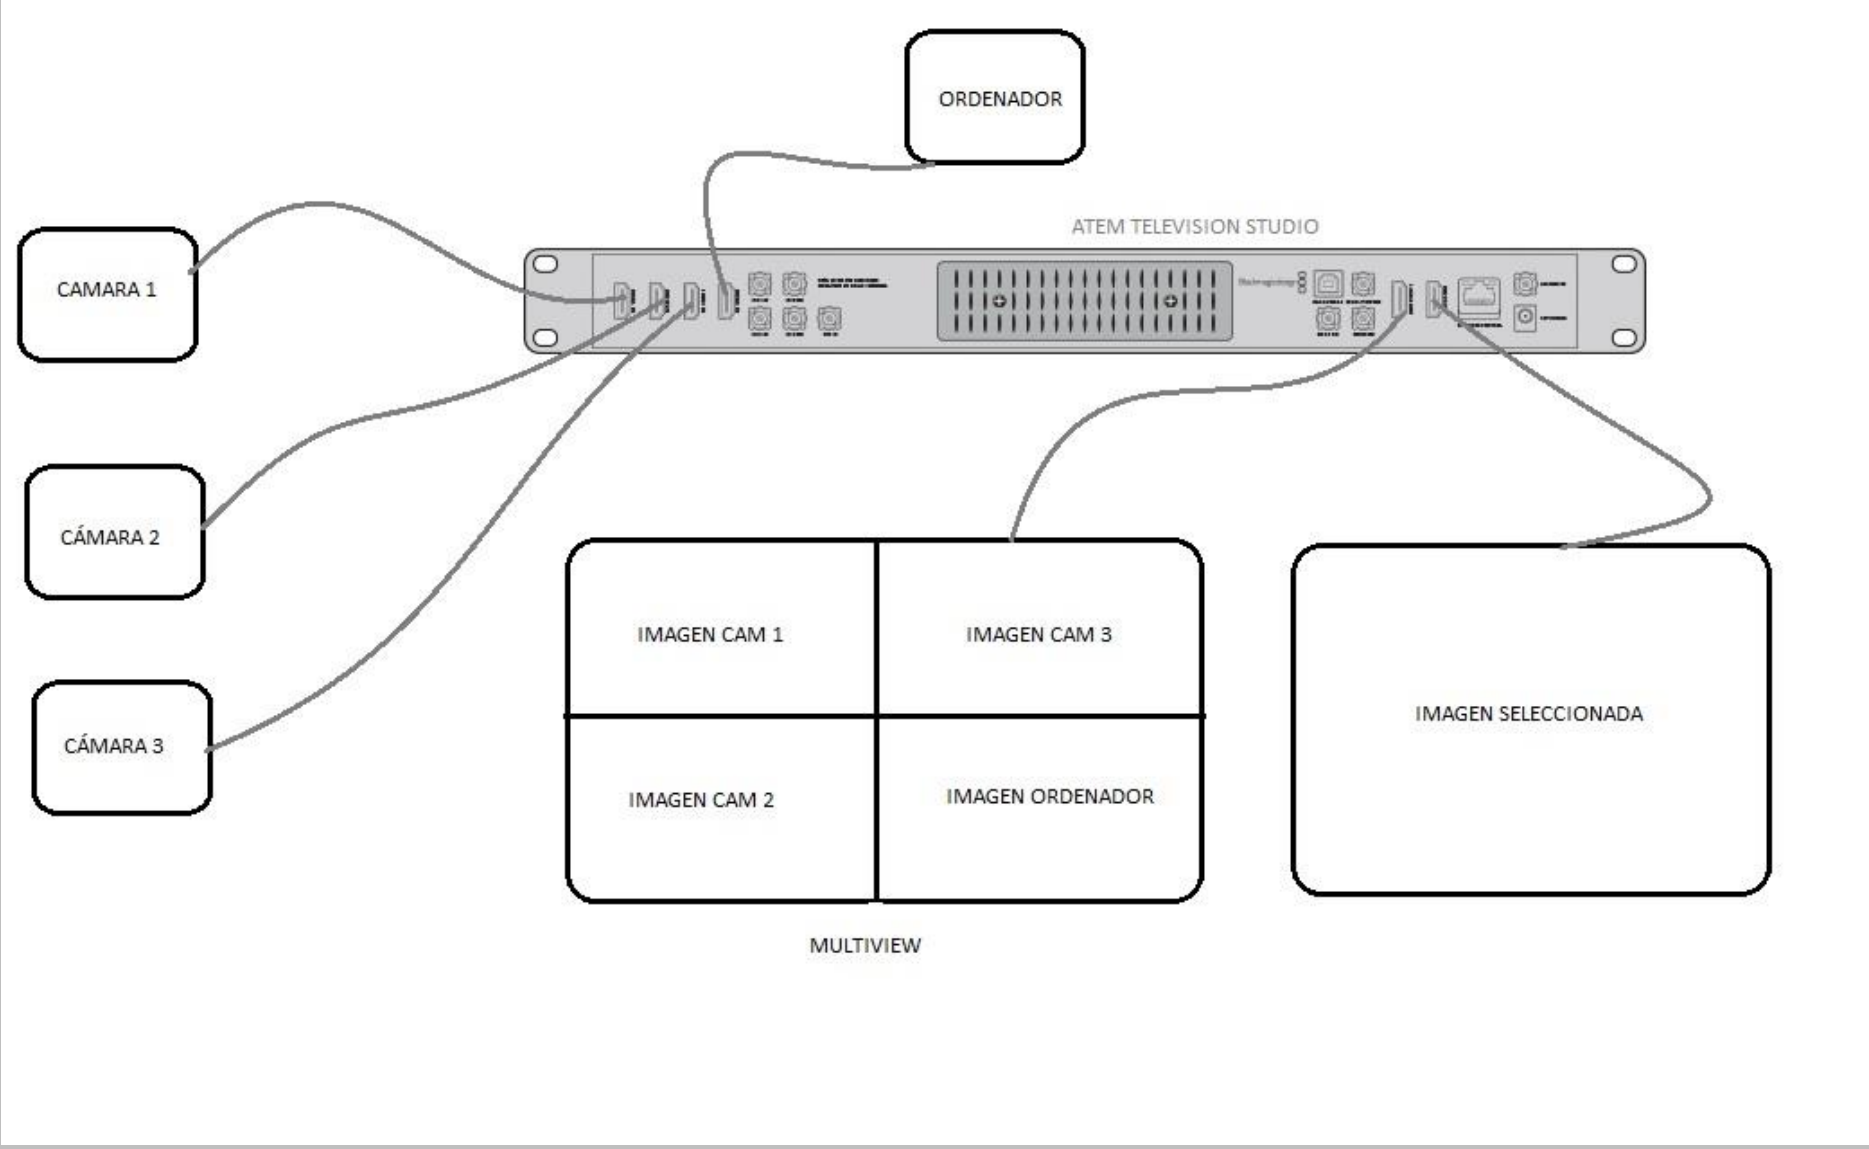 ORDENADOR
ATEM TELEVISION STUDIO
CAMARA 1
CÁMARA 2
CÁMARA 3
IMAGEN CAM 1
IMAGEN CAM 3
IMAGEN CAM 2
IMAGEN ORDENADOR
IMAGEN SELECCIONADA
MULTIVIEW